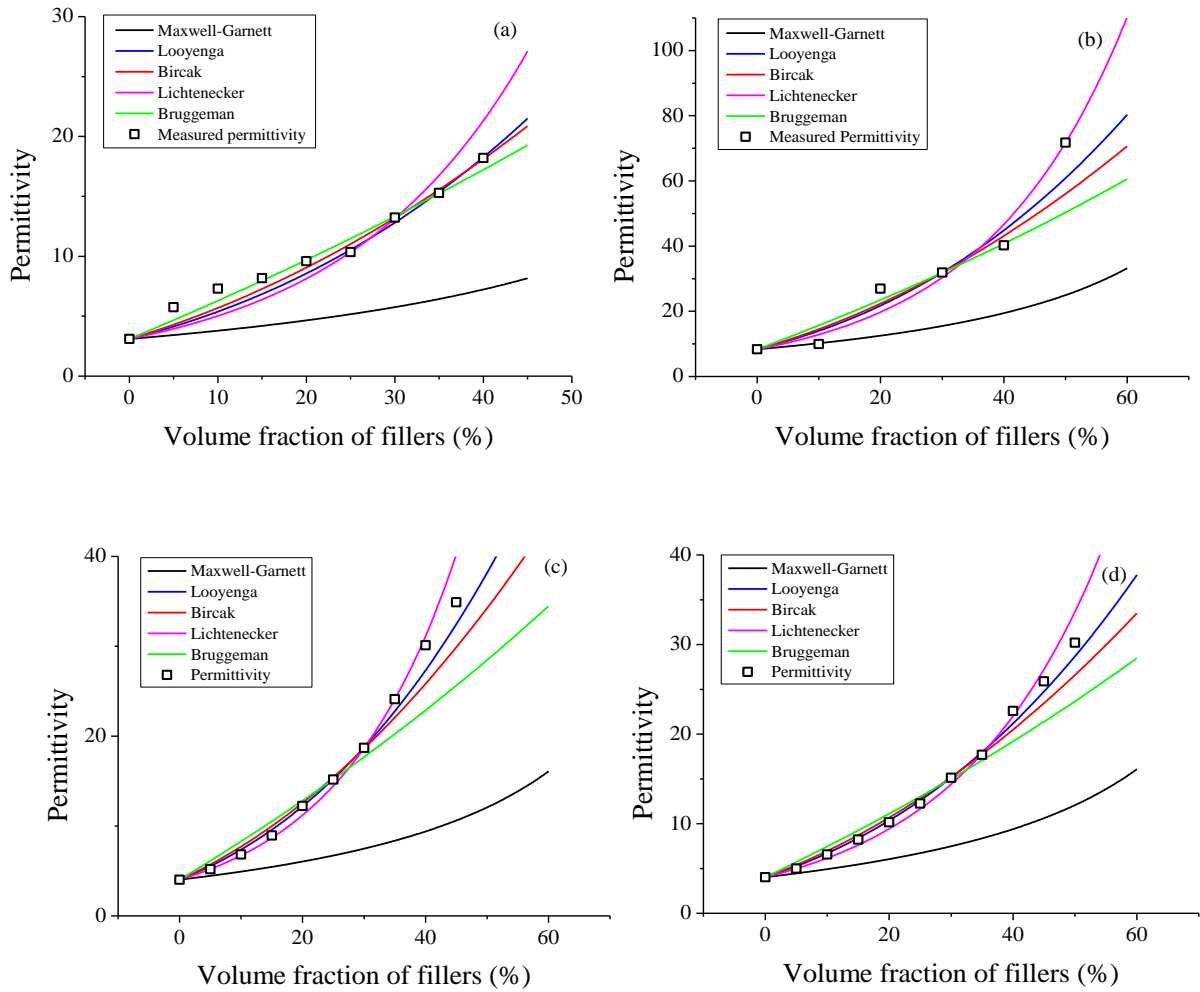 30
20
10
0
Permittivity
Maxwell-Garnett
Looyenga
Bircak
Lichtenecker
Bruggeman
Measured permittivity
(a)
0 10 20 30 40 50
Volume fraction of fillers (%)
100
80
60
40
20
0
Permittivity
Maxwell-Garnett
Looyenga
Bircak
Lichtenecker
Bruggeman
Measured Permittivity
(b)
0 20 40 60
Volume fraction of fillers (%)
40
20
0
Permittivity
Maxwell-Garnett
Looyenga
Bircak
Lichtenecker
Bruggeman
Permittivity
(c)
0 20 40 60
Volume fraction of fillers (%)
40
30
20
10
0
Permittivity
Maxwell-Garnett
Looyenga
Bircak
Lichtenecker
Bruggeman
Permittivity
(d)
0 10 20 30 40 50 60
Volume fraction of fillers (%)